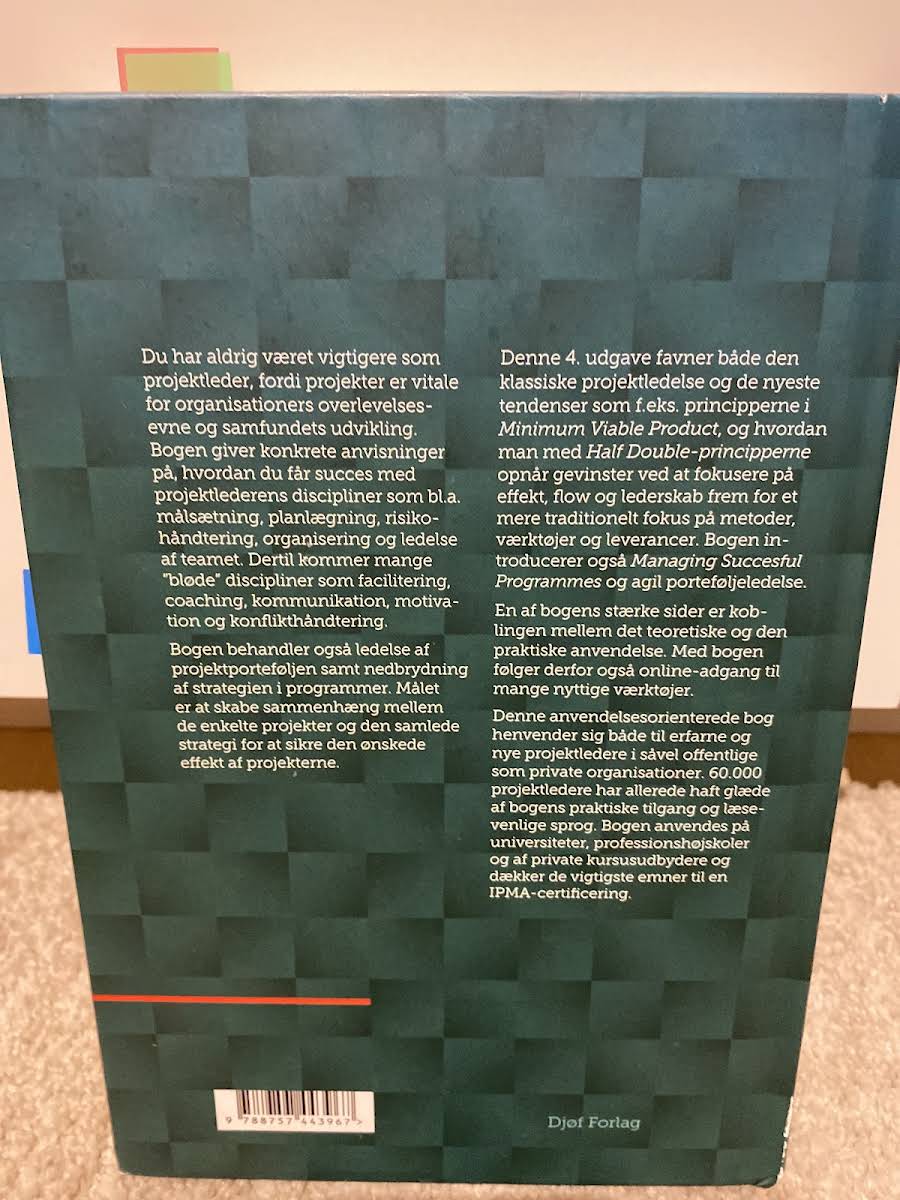 Du har aldrig været vigtigere som
projektleder, fordi projekter er vitale
for organisationers overlevelses-
evne og samfundets udvikling.
Bogen giver konkrete anvisninger
på, hvordan du får succes med
projektlederens discipliner som bl.a.
målsætning, planlægning, risiko-
håndtering, organisering og ledelse
af teamet. Dertil kommer mange
"bløde" discipliner som facilitering,
coaching, kommunikation, motiva-
tion og konflikthåndtering.
Bogen behandler også ledelse af
projektporteføljen samt nedbrydning
af strategien i programmer. Målet
er at skabe sammenhæng mellem
de enkelte projekter og den samlede
strategi for at sikre den ønskede
effekt af projekterne.
Denne 4. udgave favner både den
klassiske projektledelse og de nyeste
tendenser som f.eks. principperne i
Minimum Viable Product, og hvordan
man med Half Double-principperne
opnår gevinster ved at fokusere på
effekt, flow og lederskab frem for et
mere traditionelt fokus på metoder,
værktøjer og leverancer. Bogen in-
troducerer også Managing Succesful
Programmes og agil porteføljeledelse.
En af bogens stærke sider er kob-
lingen mellem det teoretiske og den
praktiske anvendelse. Med bogen
følger derfor også online-adgang til
mange nyttige værktøjer.
Denne anvendelsesorienterede bog
henvender sig både til erfarne og
nye projektledere i såvel offentlige
som private organisationer. 60.000
projektledere har allerede haft glæde
af bogens praktiske tilgang og læse-
venlige sprog. Bogen anvendes på
universiteter, professionshøjskoler
og af private kursusudbydere og
dækker de vigtigste emner til en
IPMA-certificering.
9 788757 443967 >
Djøf Forlag